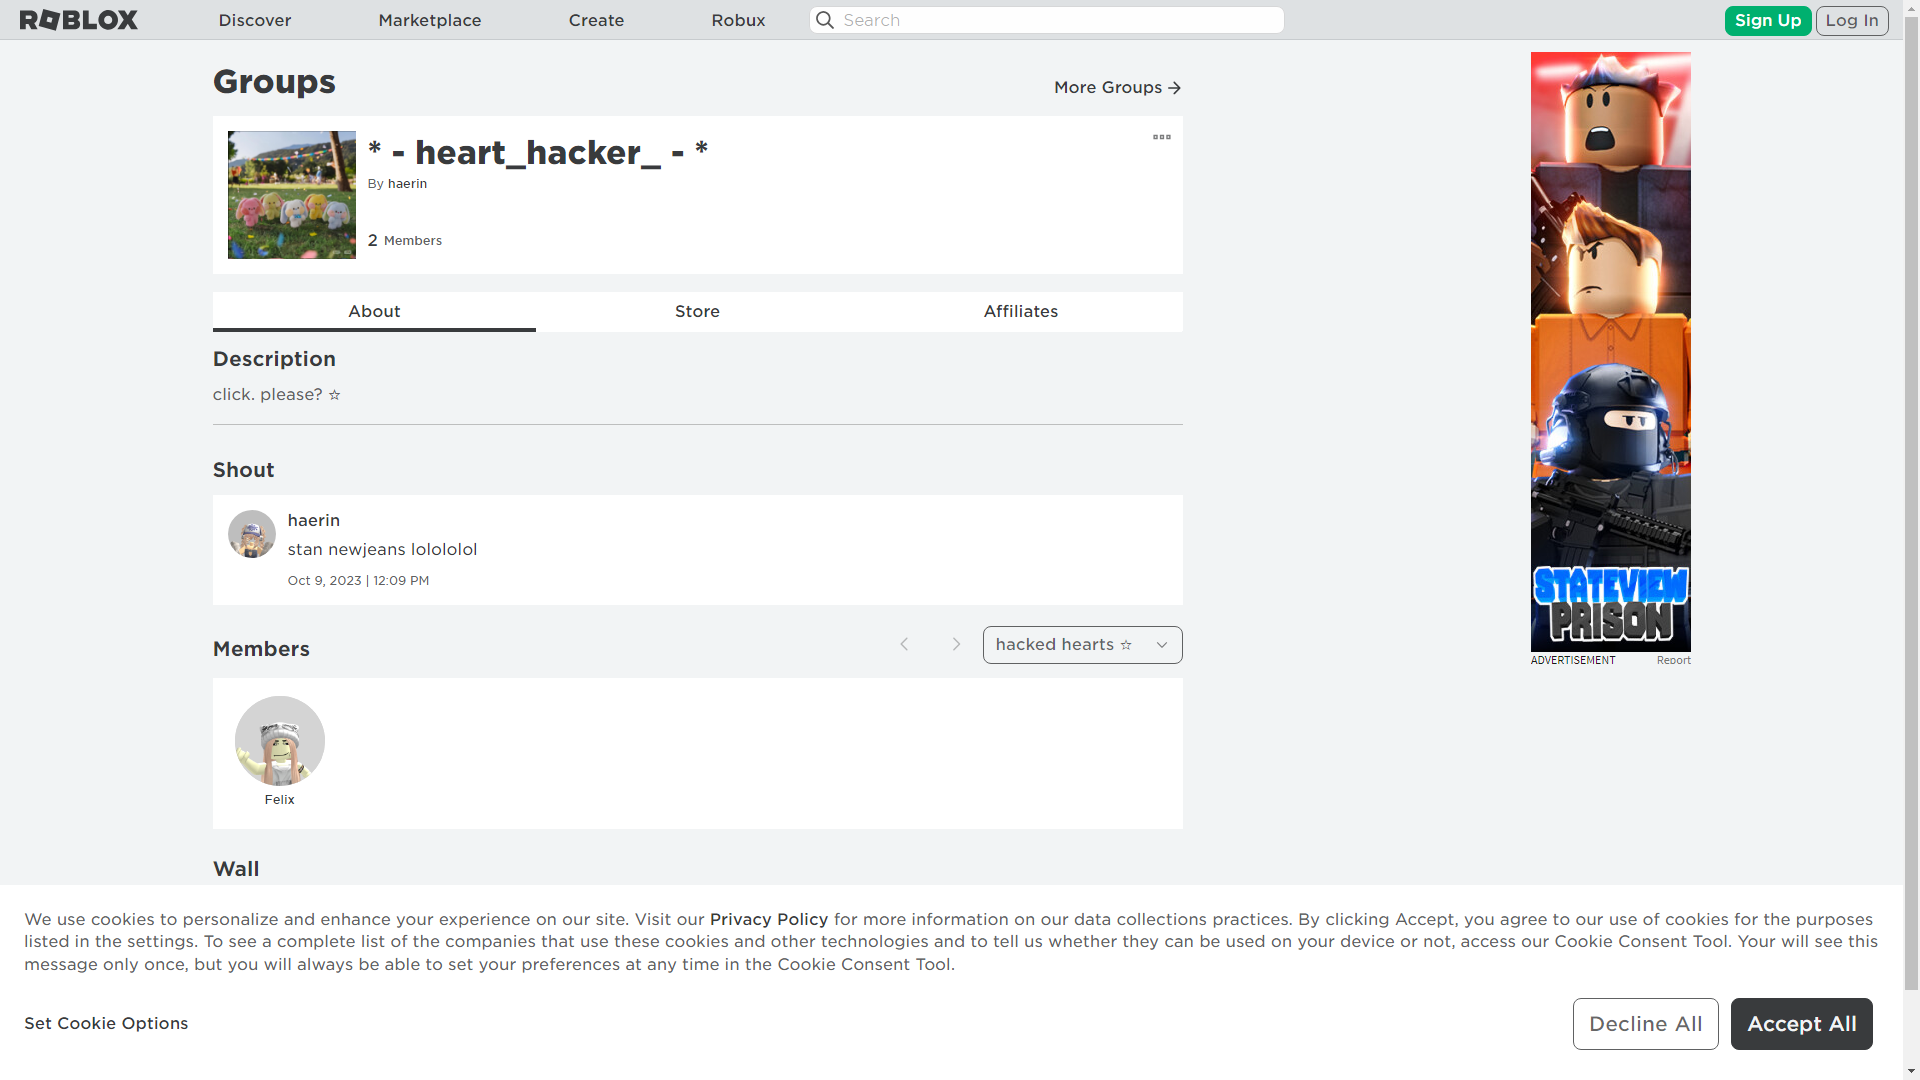 ROBLOX
Discover
Marketplace
Create
Robux
Search
Sign Up
Log In
Groups
More Groups →
* - heart_hacker_ - *
By haerin
2 Members
About
Store
Affiliates
Description
click. please? ☆
Shout
haerin
stan newjeans lolololol
Oct 9, 2023 | 12:09 PM
Members
hacked hearts ☆
Felix
Wall
STATEVIEW
PRISON
ADVERTISEMENT
Report
We use cookies to personalize and enhance your experience on our site. Visit our Privacy Policy for more information on our data collections practices. By clicking Accept, you agree to our use of cookies for the purposes
listed in the settings. To see a complete list of the companies that use these cookies and other technologies and to tell us whether they can be used on your device or not, access our Cookie Consent Tool. Your will see this
message only once, but you will always be able to set your preferences at any time in the Cookie Consent Tool.
Set Cookie Options
Decline All
Accept All